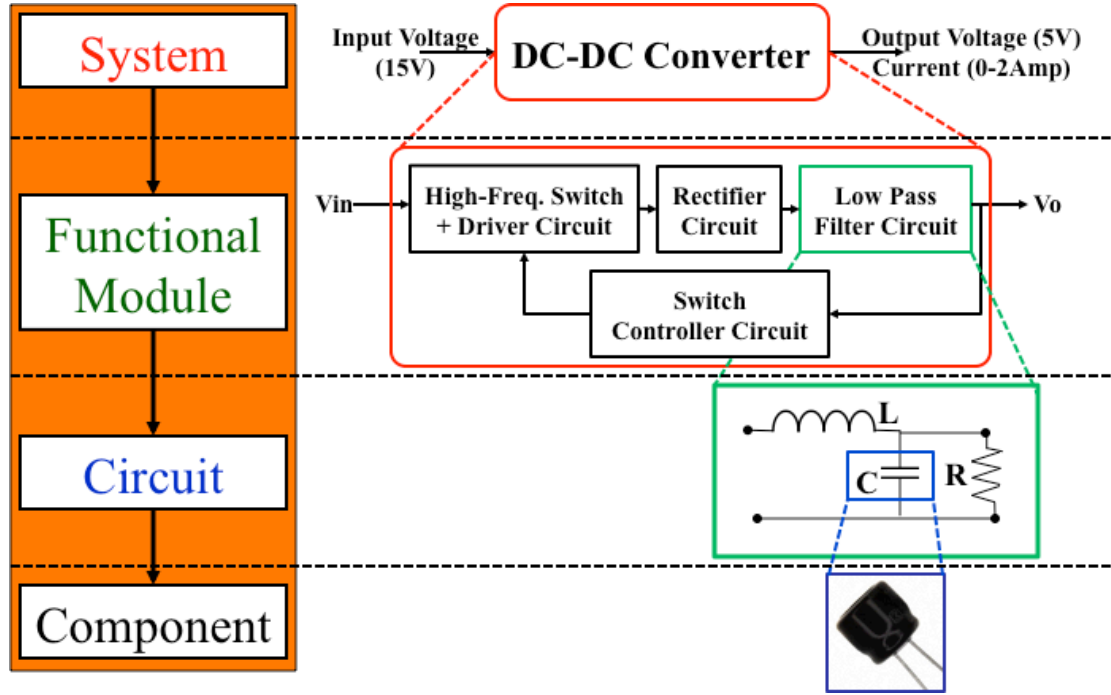 System
Input Voltage
(15V)
DC-DC Converter
Output Voltage (5V)
Current (0-2Amp)
Functional
Module
Vin
High-Freq. Switch
+ Driver Circuit
Rectifier
Circuit
Low Pass
Filter Circuit
Vo
Switch
Controller Circuit
Circuit
L
C
R
Component